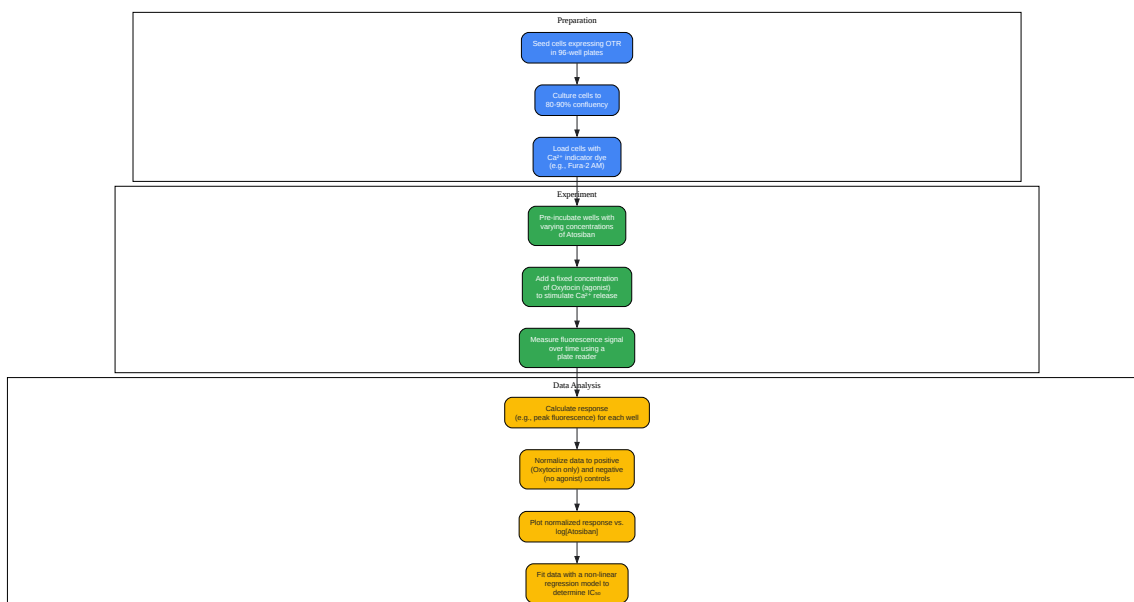 Preparation
Seed cells expressing OTR
in 96-well plates
Culture cells to
80-90% confluency
Load cells with
Ca²⁺ indicator dye
(e.g., Fura-2 AM)
Experiment
Pre-incubate wells with
varying concentrations
of Atosiban
Add a fixed concentration
of Oxytocin (agonist)
to stimulate Ca²⁺ release
Measure fluorescence signal
over time using a
plate reader
Data Analysis
Calculate response
(e.g., peak fluorescence) for each well
Normalize data to positive
(Oxytocin only) and negative
(no agonist) controls
Plot normalized response vs.
log[Atosiban]
Fit data with a non-linear
regression model to
determine IC₅₀